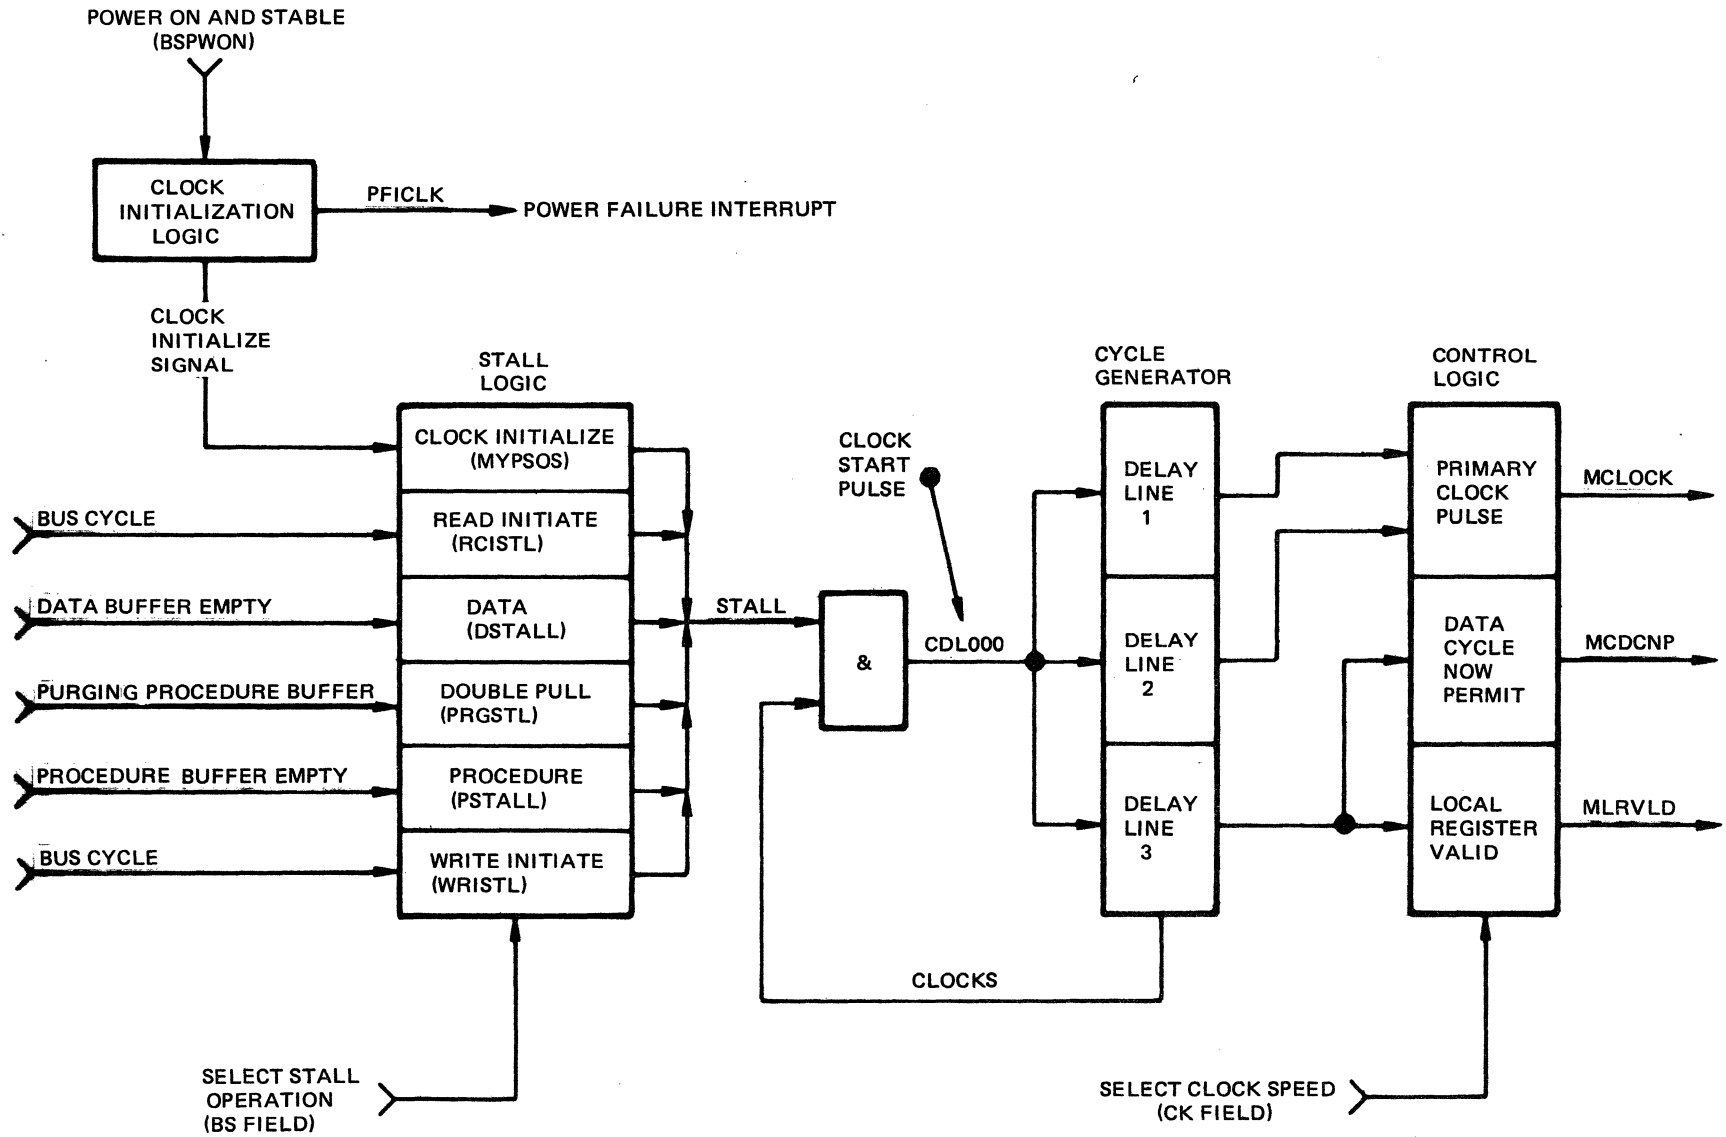 POWER ON AND STABLE
(BSPWON)
CLOCK
INITIALIZATION
LOGIC
PFICLK
POWER FAILURE INTERRUPT
CLOCK
INITIALIZE
SIGNAL
STALL
LOGIC
CLOCK INITIALIZE
(MYPSOS)
BUS CYCLE
READ INITIATE
(RCISTL)
DATA BUFFER EMPTY
DATA
(DSTALL)
PURGING PROCEDURE BUFFER
DOUBLE PULL
(PRGSTL)
PROCEDURE BUFFER EMPTY
PROCEDURE
(PSTALL)
BUS CYCLE
WRITE INITIATE
(WRISTL)
SELECT STALL
OPERATION
(BS FIELD)
STALL
&
CLOCK
START
PULSE
CDL000
CLOCKS
CYCLE
GENERATOR
DELAY
LINE
1
DELAY
LINE
2
DELAY
LINE
3
CONTROL
LOGIC
PRIMARY
CLOCK
PULSE
MCLOCK
DATA
CYCLE
NOW
PERMIT
MCDCNP
LOCAL
REGISTER
VALID
MLRVLD
SELECT CLOCK SPEED
(CK FIELD)